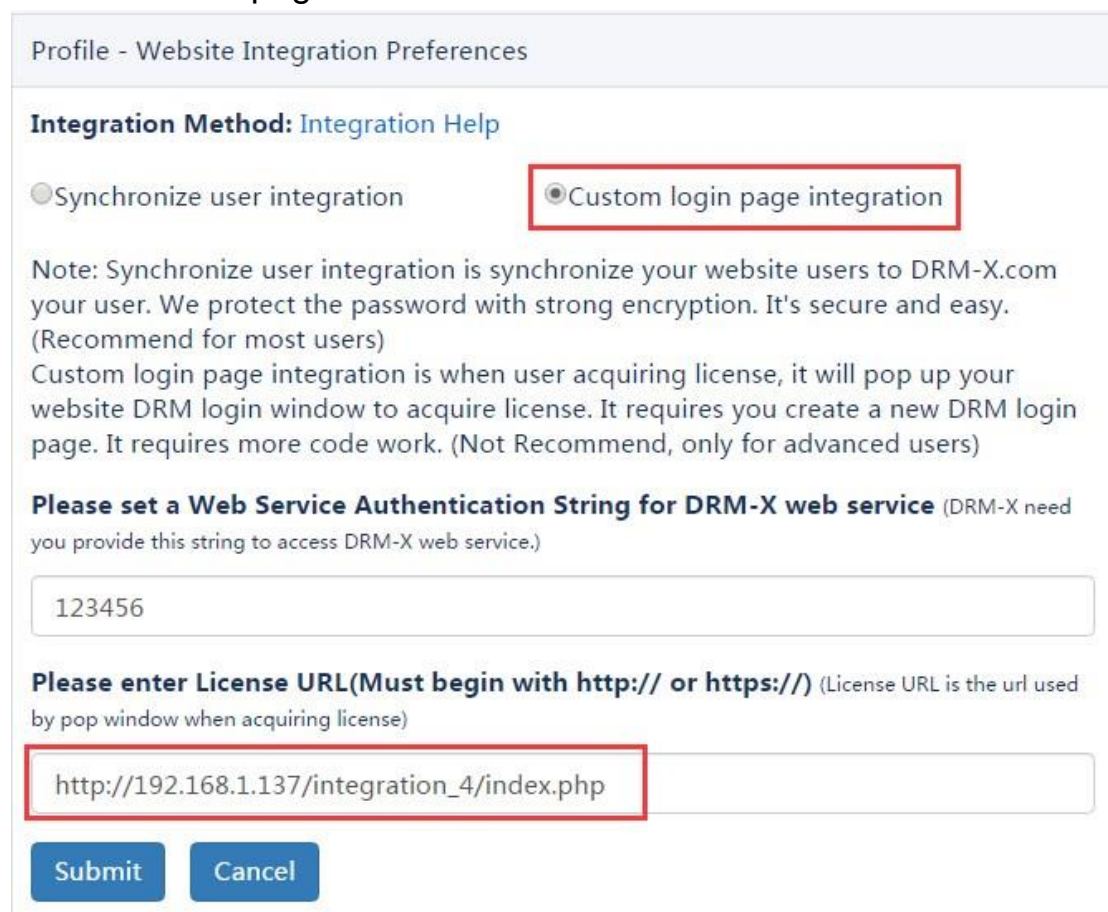 Profile - Website Integration Preferences
Integration Method: Integration Help
Synchronize user integration
Custom login page integration
Note: Synchronize user integration is synchronize your website users to DRM-X.com
your user. We protect the password with strong encryption. It's secure and easy.
(Recommend for most users)
Custom login page integration is when user acquiring license, it will pop up your
website DRM login window to acquire license. It requires you create a new DRM login
page. It requires more code work. (Not Recommend, only for advanced users)
Please set a Web Service Authentication String for DRM-X web service (DRM-X need
you provide this string to access DRM-X web service.)
123456
Please enter License URL(Must begin with http:// or https://) (License URL is the url used
by pop window when acquiring license)
http://192.168.1.137/integration_4/index.php
Submit
Cancel